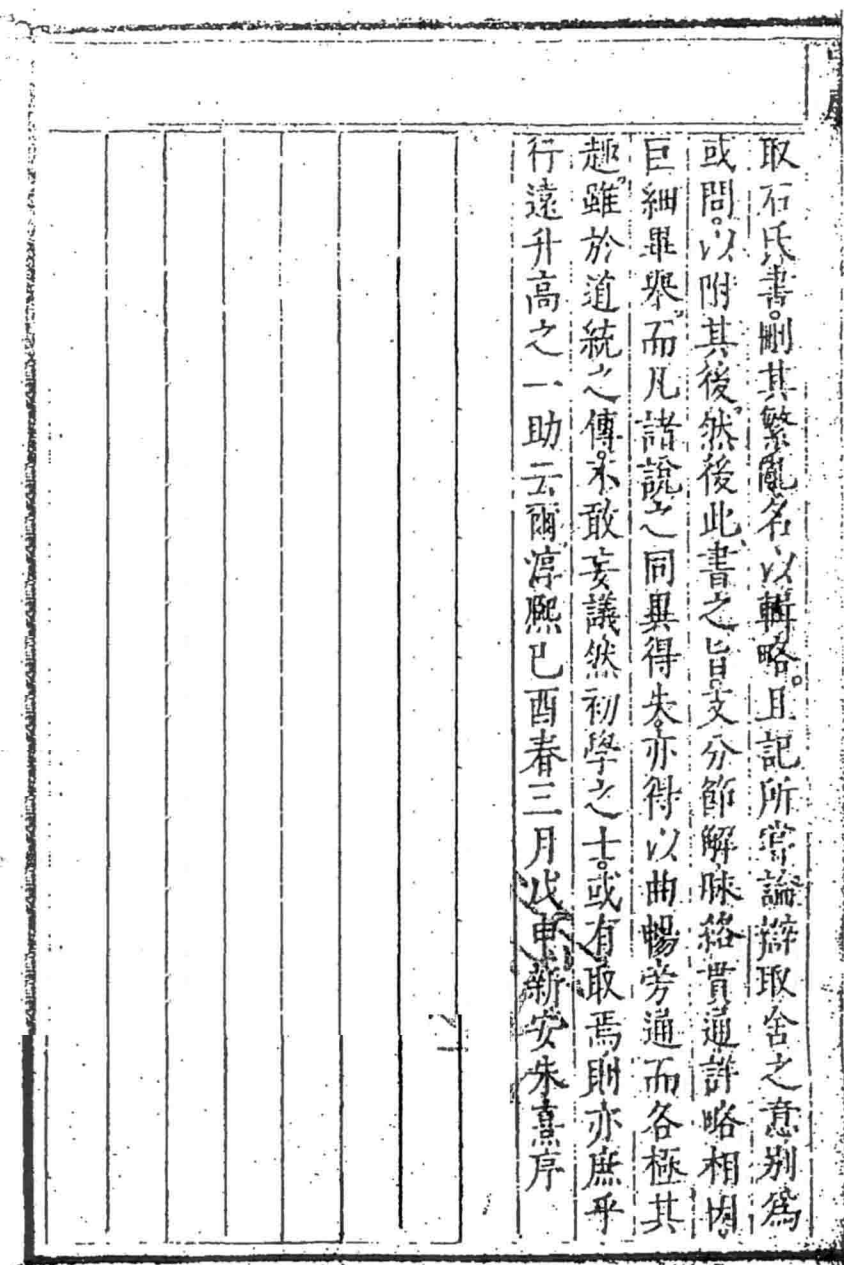 取石氏書。刪其繁亂名以輯略。且記所嘗論辯取舍之意别爲
或問。以附其後。然後此書之旨。支分節解脉絡貫通詳略相因。
巨細畢舉。而凡諸說之同異得失。亦得以曲暢旁通而各極其
趣。雖於道統之傳。不敢妄議然初學之士。或有取焉則亦庶乎
行遠升高之一助云爾淳熙己酉春三月戊申新安朱熹序